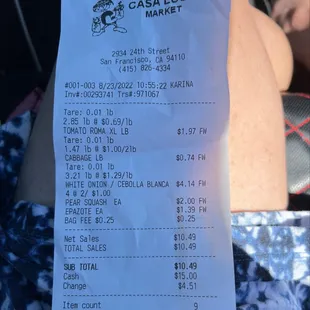 CASA
MARKET
2934 24th Street
San Francisco, CA 94110
(415) 826-4334
#001-003 8/23/2022 10:55:22 KARINA
Inv#:00293741 Trs#:971067
Tare: 0.01 lb
2.85 lb @ $0.69/lb
TOMATO ROMA XL LB $1.97 FW
Tare: 0.01 lb
1.47 lb @ $1.00/2lb
CABBAGE LB $0.74 FW
Tare: 0.01 lb
3.21 lb @ $1.29/lb
WHITE ONION / CEBOLLA BLANCA $4.14 FW
4 @ 2/ $1.00
PEAR SQUASH EA $2.00 FW
EPAZOTE EA $1.39 FW
BAG FEE $0.25 $0.25
Net Sales $10.49
TOTAL SALES $10.49
SUB TOTAL $10.49
Cash $15.00
Change $4.51
Item count 9